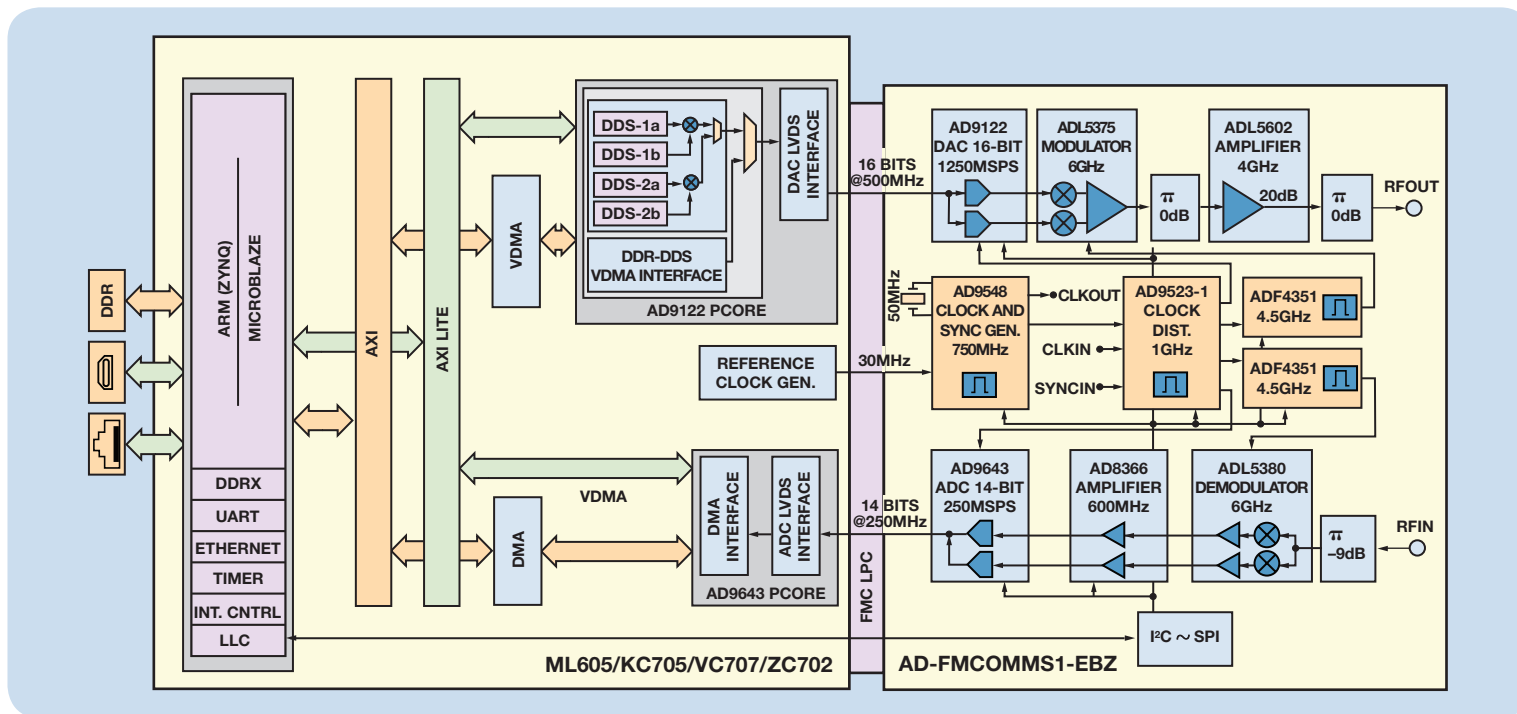 DDR
ARM (ZYNQ)
MICROBLAZE
DDRX
UART
ETHERNET
TIMER
INT. CNTRL
LLC
AXI
AXI LITE
VDMA
DMA
VDMA
DDS-1a
DDS-1b
DDS-2a
DDS-2b
DDR-DDS
VDMA INTERFACE
DAC LVDS
INTERFACE
AD9122 PCORE
REFERENCE
CLOCK GEN.
DMA
INTERFACE
ADC LVDS
INTERFACE
AD9643 PCORE
ML605/KC705/VC707/ZC702
FMC LPC
16 BITS
@500MHz
30MHz
14 BITS
@250MHz
AD9122
DAC 16-BIT
1250MSPS
ADL5375
MODULATOR
6GHz
π
0dB
ADL5602
AMPLIFIER
4GHz
20dB
π
0dB
RFOUT
50MHz
AD9548
CLOCK AND
SYNC GEN.
750MHz
CLKOUT
CLKIN
SYNCIN
AD9523-1
CLOCK
DIST.
1GHz
ADF4351
4.5GHz
ADF4351
4.5GHz
AD9643
ADC 14-BIT
250MSPS
AD8366
AMPLIFIER
600MHz
ADL5380
DEMODULATOR
6GHz
π
–9dB
RFIN
I²C ~ SPI
AD-FMCOMMS1-EBZ